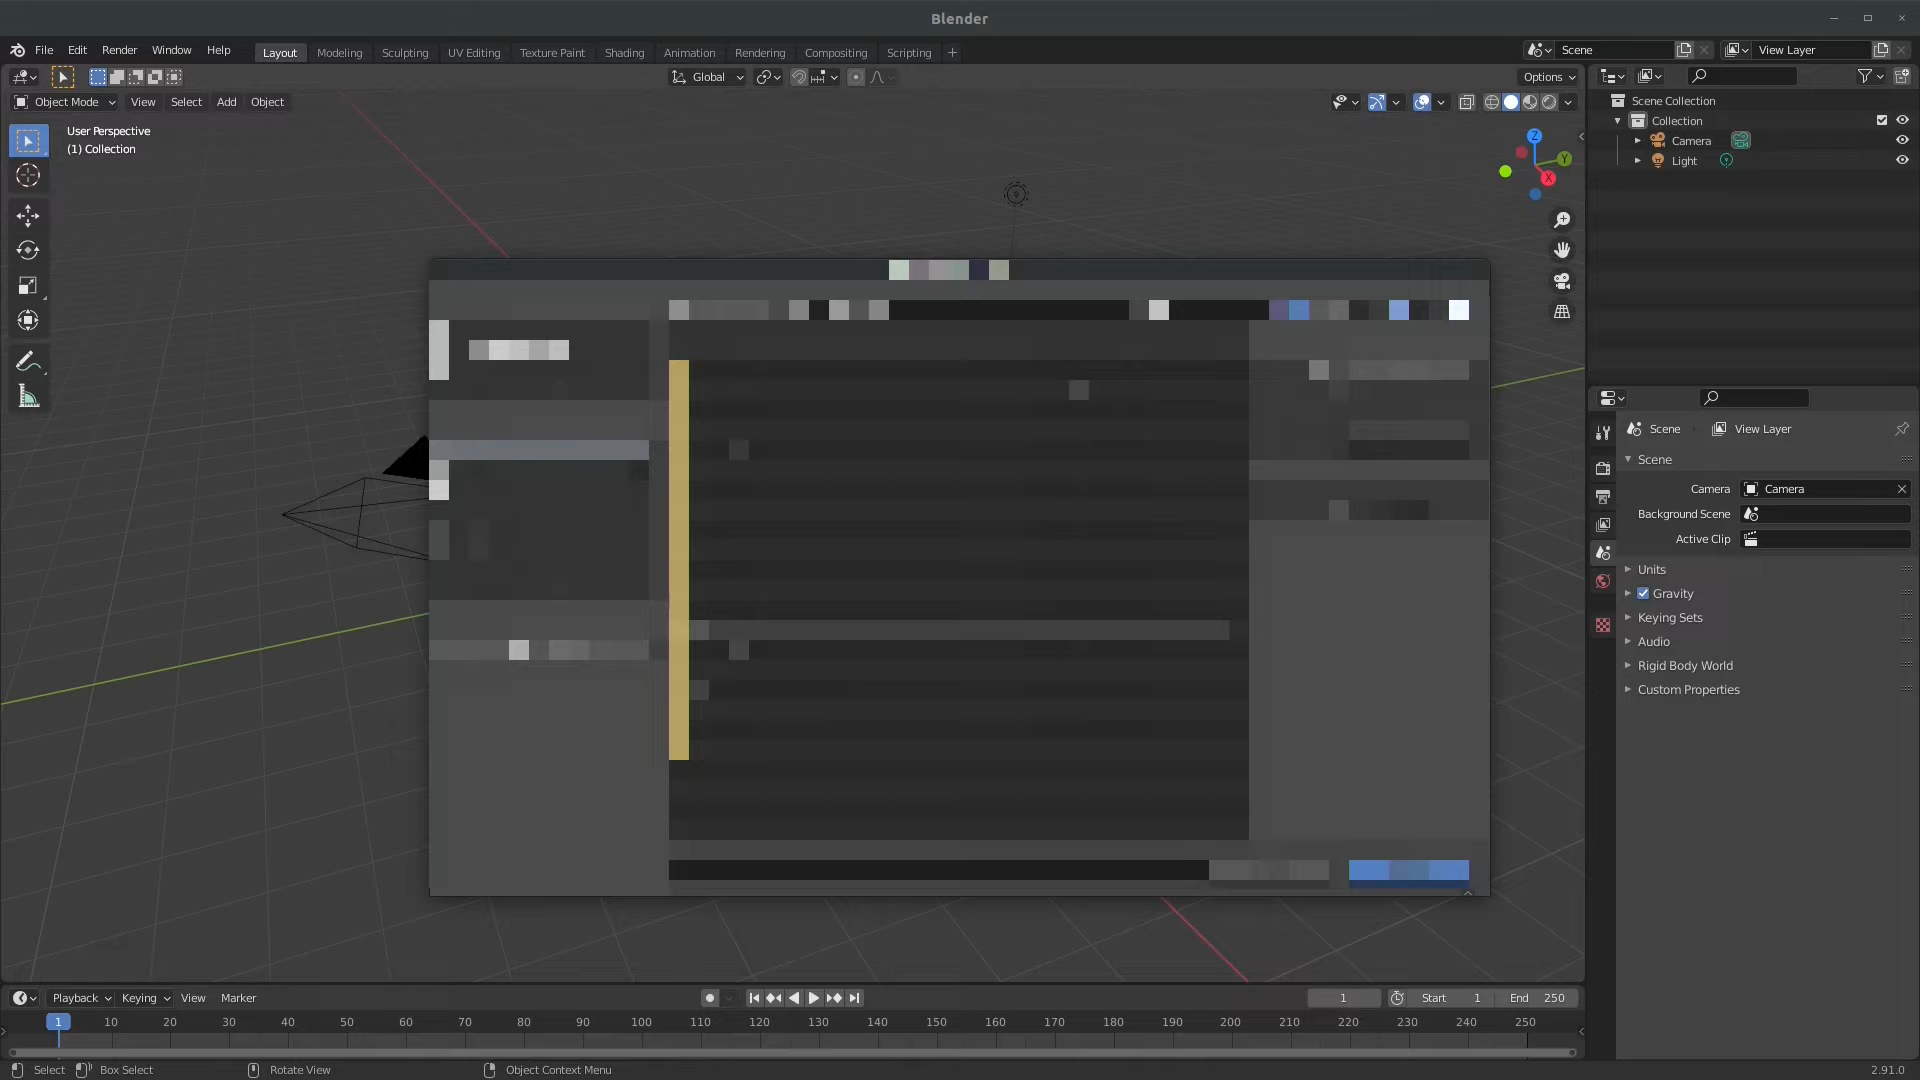 Blender
File Edit Render Window Help Layout Modeling Sculpting UV Editing Texture Paint Shading Animation Rendering Compositing Scripting + Scene View Layer
Global Options
Object Mode View Select Add Object
User Perspective
(1) Collection
Z
Y
X
Scene Collection
Collection
Camera
Light
Scene View Layer
Scene
Camera Camera
Background Scene
Active Clip
Units
Gravity
Keying Sets
Audio
Rigid Body World
Custom Properties
Playback Keying View Marker 1 Start 1 End 250
1 10 20 30 40 50 60 70 80 90 100 110 120 130 140 150 160 170 180 190 200 210 220 230 240 250
Select Box Select Rotate View Object Context Menu 2.91.0